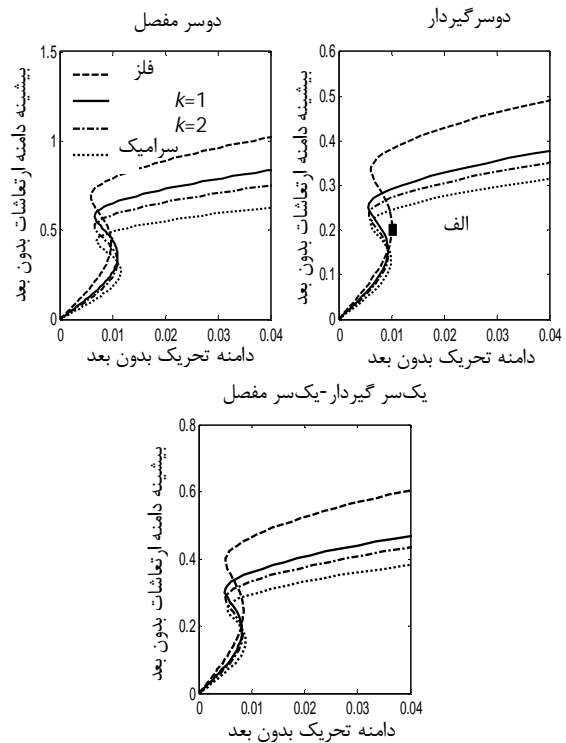 دوسر مفصل
بیشینه دامنه ارتعاشات بدون بعد
1.5
1
0.5
0
فلز
k=1
k=2
سرامیک
0 0.01 0.02 0.03 0.04
دامنه تحریک بدون بعد
دوسرگیردار
بیشینه دامنه ارتعاشات بدون بعد
0.6
0.5
0.4
0.3
0.2
0.1
0
الف
0 0.01 0.02 0.03 0.04
دامنه تحریک بدون بعد
یک‌سر گیردار-یک‌سر مفصل
بیشینه دامنه ارتعاشات بدون بعد
0.8
0.6
0.4
0.2
0
0 0.01 0.02 0.03 0.04
دامنه تحریک بدون بعد